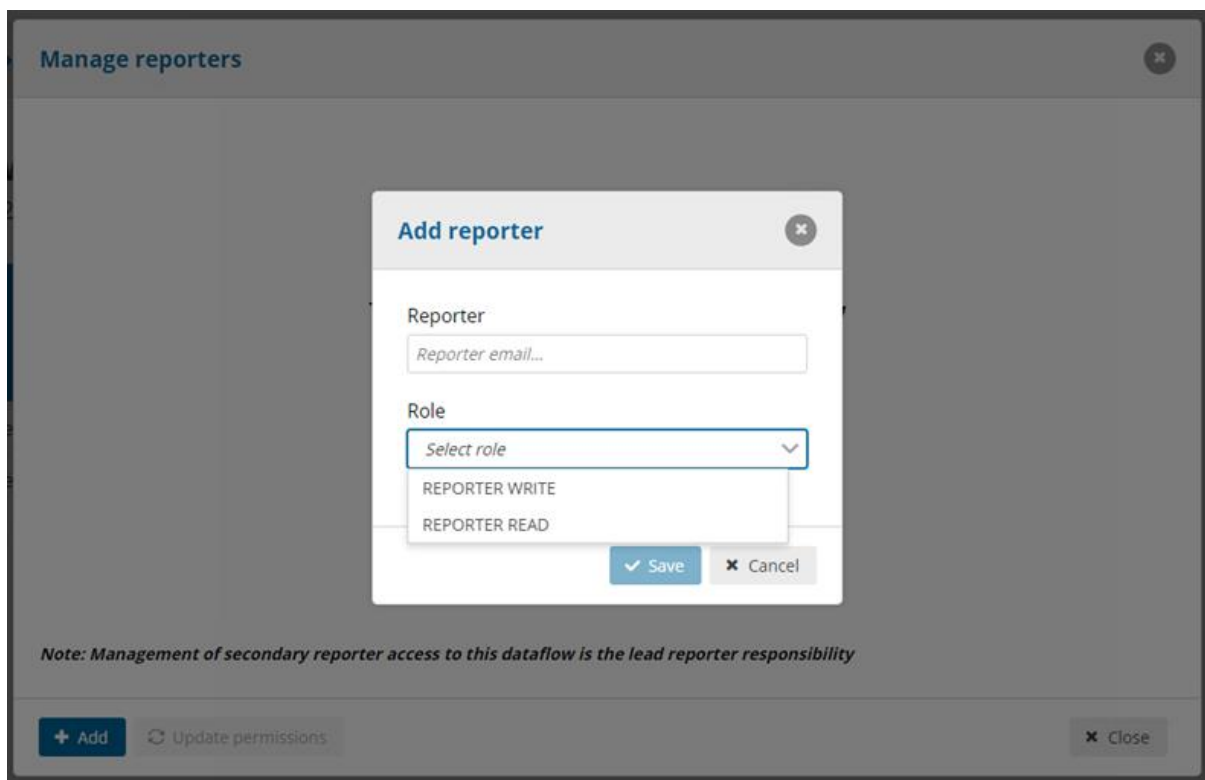 Manage reporters
Add reporter
Reporter
Reporter email...
Role
Select role
REPORTER WRITE
REPORTER READ
Save
Cancel
Note: Management of secondary reporter access to this dataflow is the lead reporter responsibility
Add
Update permissions
Close